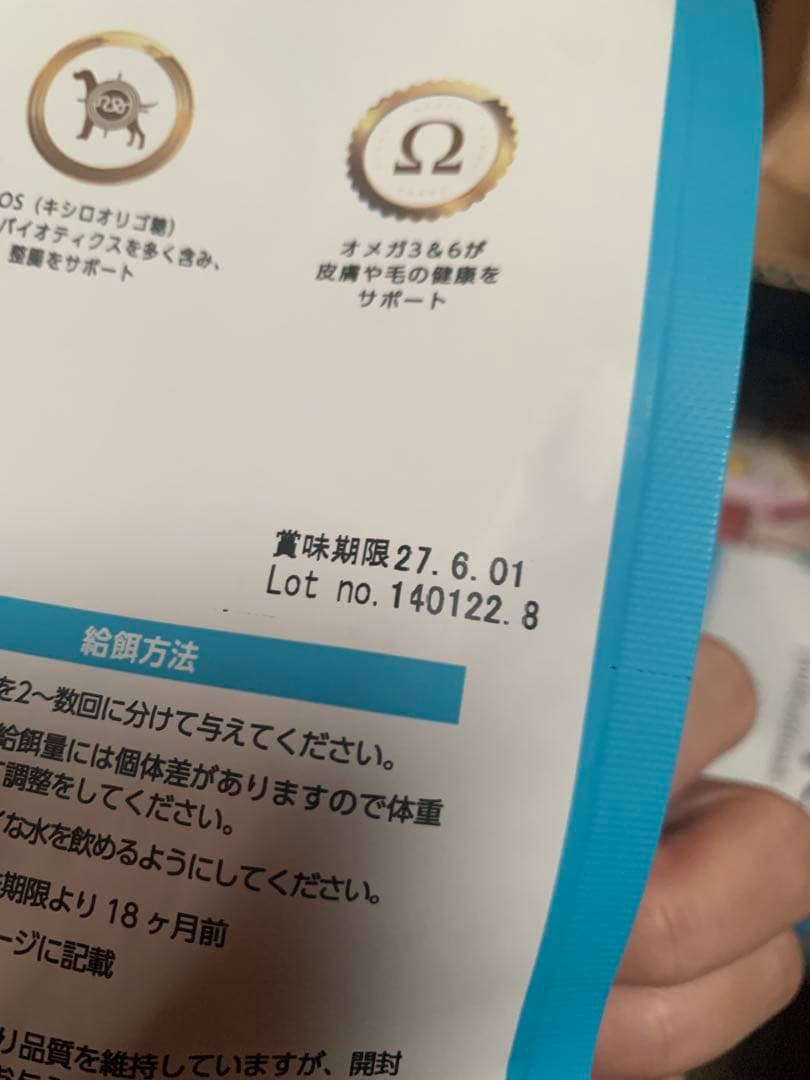 OS（キシロオリゴ糖）
バイオティクスを多く含み、
整腸をサポート
Ω
オメガ3＆6が
皮膚や毛の健康を
サポート
賞味期限27.6.01
Lot no.140122.8
給餌方法
を2〜数回に分けて与えてください。
給餌量には個体差がありますので体重
調整をしてください。
な水を飲めるようにしてください。
期限より18ヶ月前
ージに記載
り品質を維持していますが、開封